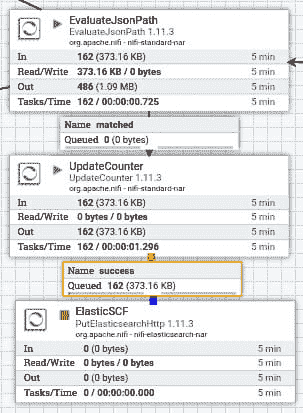 EvaluateJsonPath
EvaluateJsonPath 1.11.3
org.apache.nifi - nifi-standard-nar
In 162 (373.16 KB) 5 min
Read/Write 373.16 KB / 0 bytes 5 min
Out 486 (1.09 MB) 5 min
Tasks/Time 162 / 00:00:00.725 5 min
Name matched
Queued 0 (0 bytes)
UpdateCounter
UpdateCounter 1.11.3
org.apache.nifi - nifi-standard-nar
In 162 (373.16 KB) 5 min
Read/Write 0 bytes / 0 bytes 5 min
Out 162 (373.16 KB) 5 min
Tasks/Time 162 / 00:00:01.296 5 min
Name success
Queued 162 (373.16 KB)
ElasticSCF
PutElasticsearchHttp 1.11.3
org.apache.nifi - nifi-elasticsearch-nar
In 0 (0 bytes) 5 min
Read/Write 0 bytes / 0 bytes 5 min
Out 0 (0 bytes) 5 min
Tasks/Time 0 / 00:00:00.000 5 min